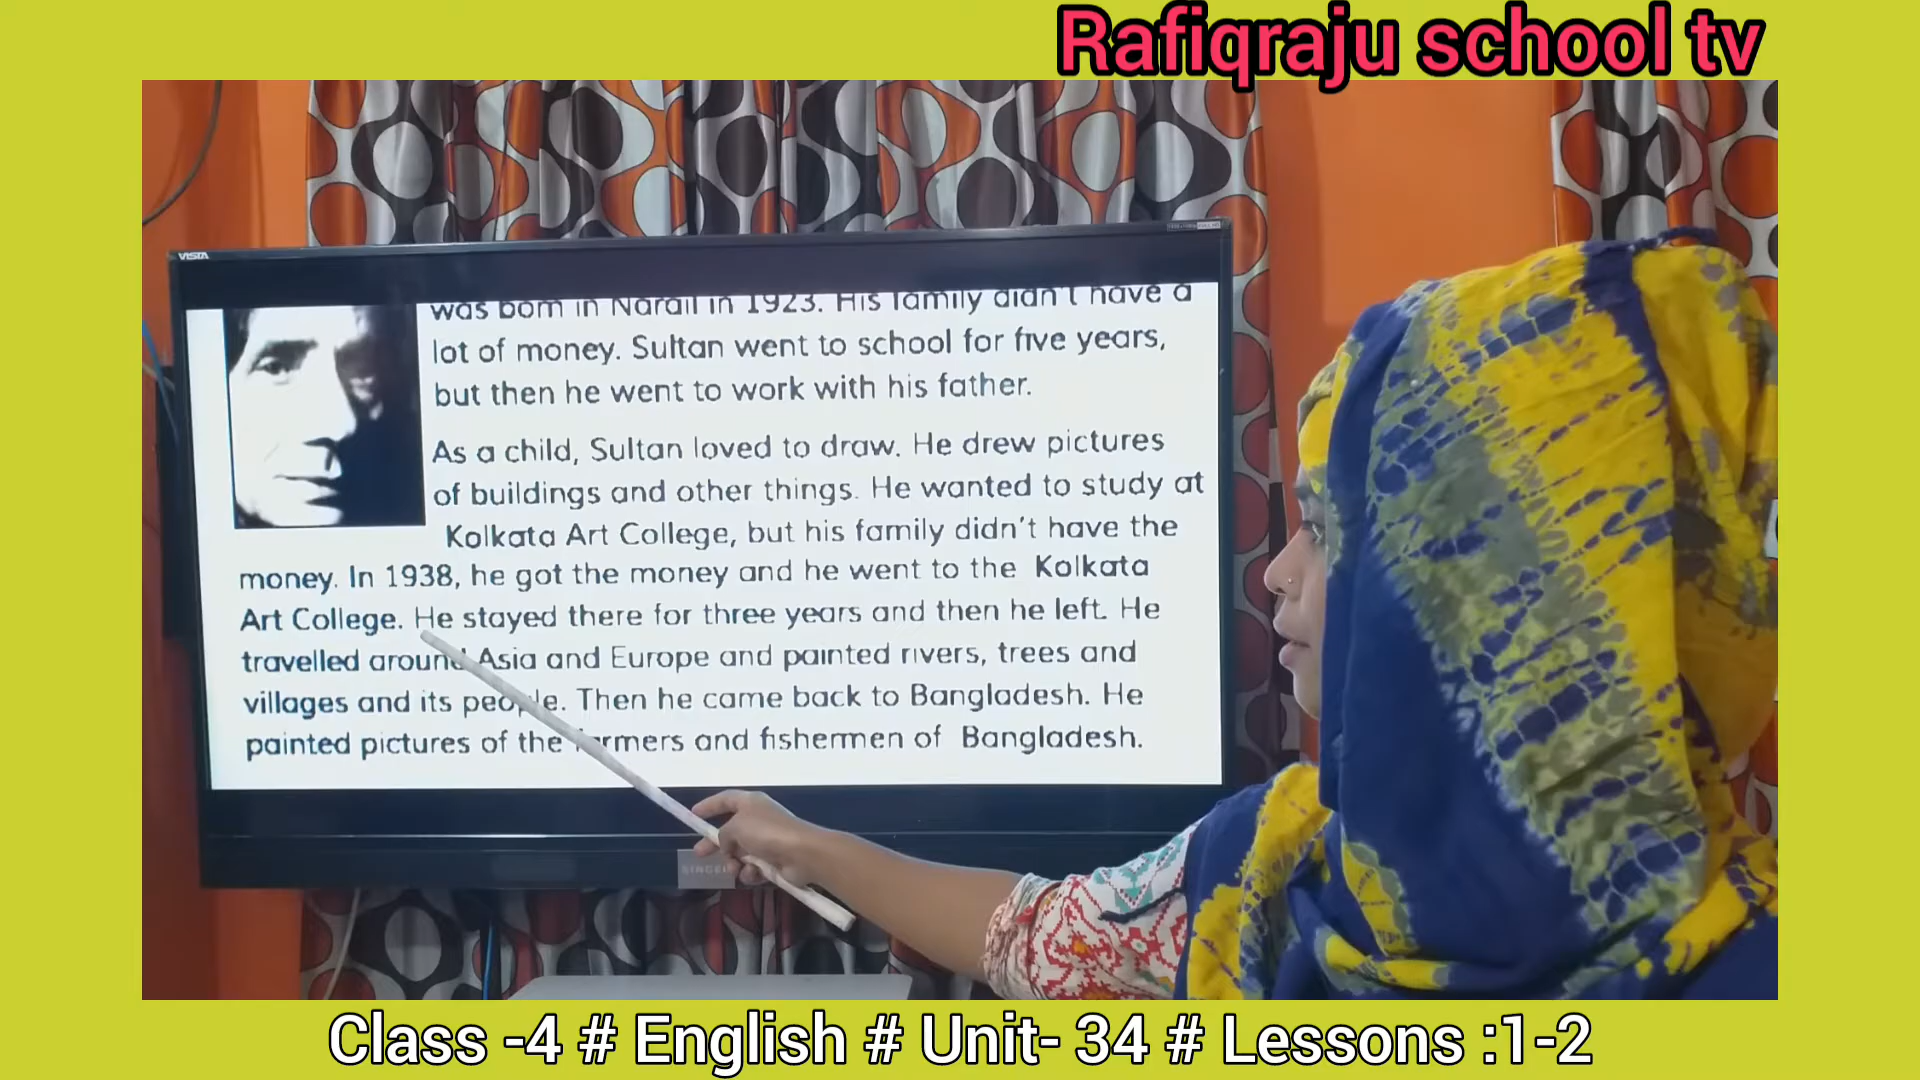 Rafiqraju school tv
VISTA
was born in Narail in 1923. His family didn't have a
lot of money. Sultan went to school for five years,
but then he went to work with his father.
As a child, Sultan loved to draw. He drew pictures
of buildings and other things. He wanted to study at
Kolkata Art College, but his family didn't have the
money. In 1938, he got the money and he went to the Kolkata
Art College. He stayed there for three years and then he left. He
travelled around Asia and Europe and painted rivers, trees and
villages and its people. Then he came back to Bangladesh. He
painted pictures of the farmers and fishermen of Bangladesh.
SINGER
Class -4 # English # Unit- 34 # Lessons :1-2